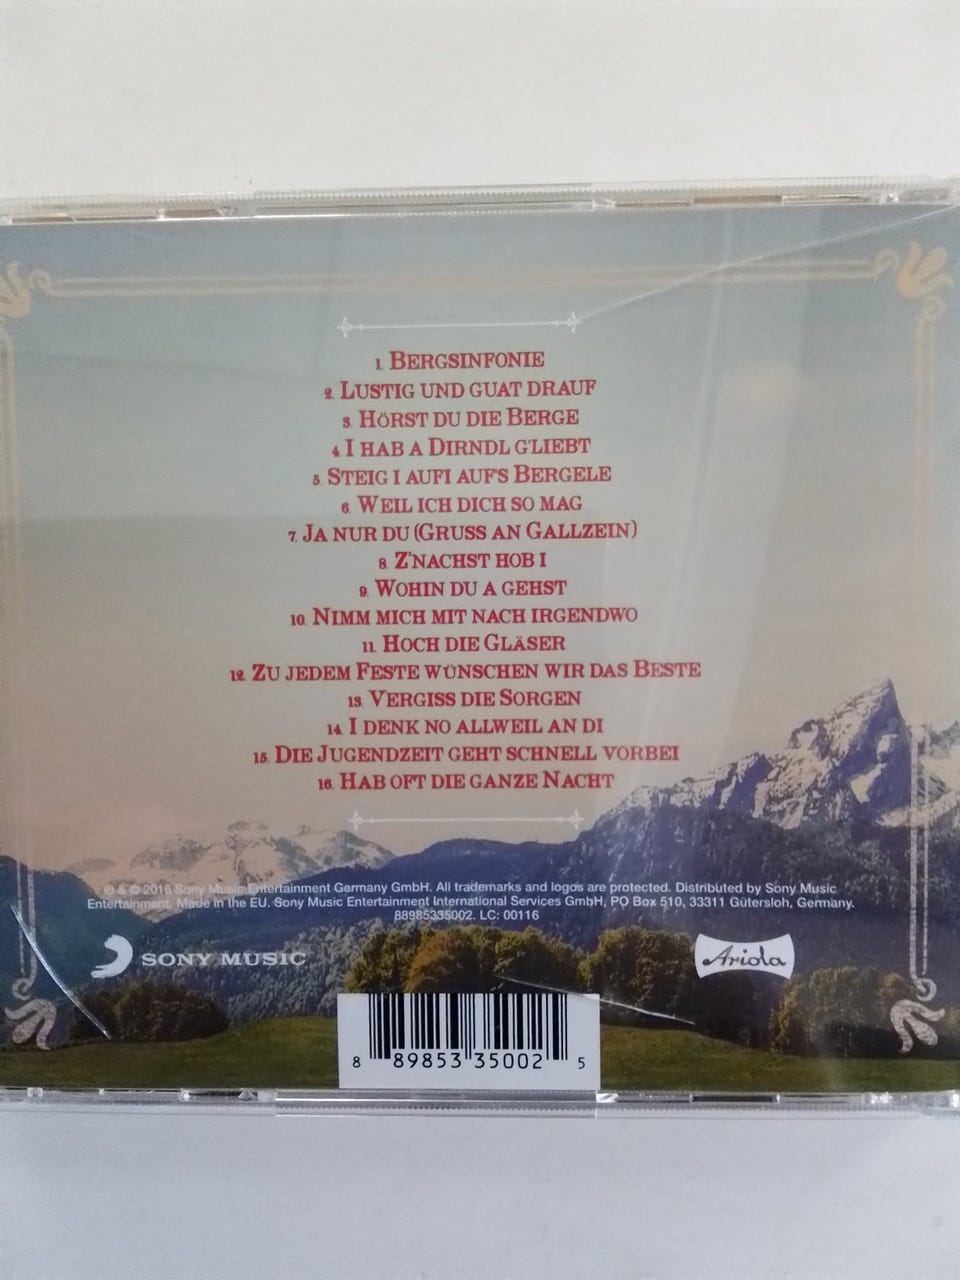 1. Bergsinfonie
2. Lustig und guat drauf
3. Hörst du die Berge
4. I hab a Dirndl g'liebt
5. Steig i aufi auf's Bergele
6. Weil ich dich so mag
7. Ja nur du (Gruss an Gallzein)
8. Z'nachst hob i
9. Wohin du a gehst
10. Nimm mich mit nach irgendwo
11. Hoch die Gläser
12. Zu jedem Feste wünschen wir das Beste
13. Vergiss die Sorgen
14. I denk no allweil an di
15. Die Jugendzeit geht schnell vorbei
16. Hab oft die ganze Nacht
℗ & © 2016 Sony Music Entertainment Germany GmbH. All trademarks and logos are protected. Distributed by Sony Music
Entertainment. Made in the EU. Sony Music Entertainment International Services GmbH, PO Box 510, 33311 Gütersloh, Germany.
88985335002. LC: 00116
SONY MUSIC
Ariola
8 89853 35002 5